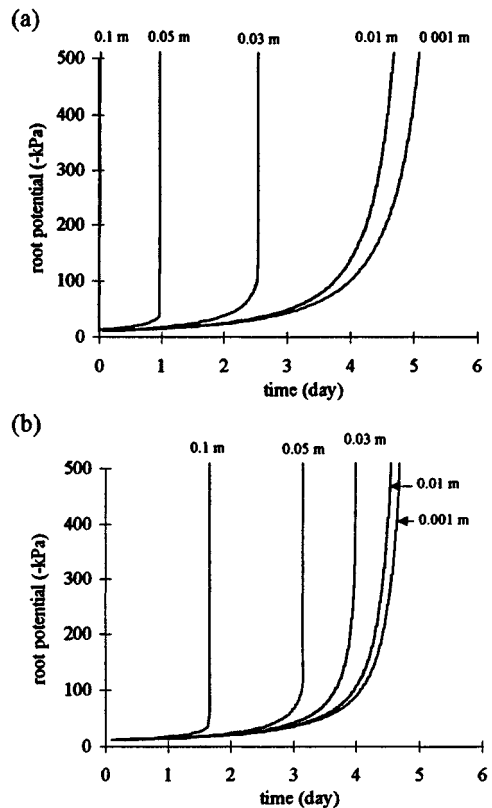 (a)
0.1 m 0.05 m 0.03 m 0.01 m 0.001 m
500
400
300
200
100
0
root potential (-kPa)
0 1 2 3 4 5 6
time (day)
(b)
0.1 m 0.05 m 0.03 m
0.01 m
0.001 m
500
400
300
200
100
0
root potential (-kPa)
0 1 2 3 4 5 6
time (day)